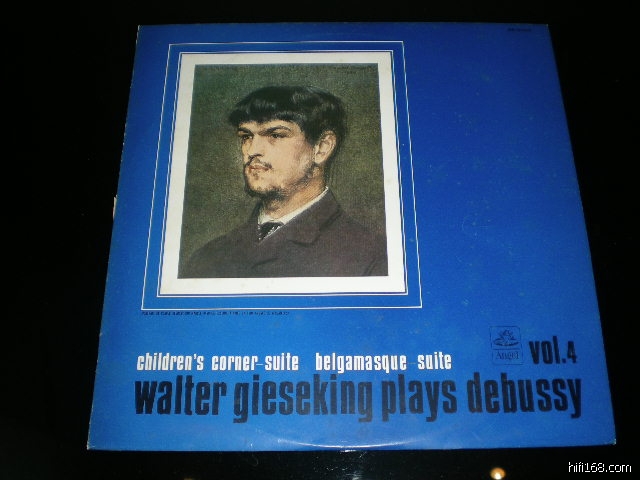 children's corner-suite belgamasque suite
Angel
vol.4
walter gieseking plays debussy
hifi168.com